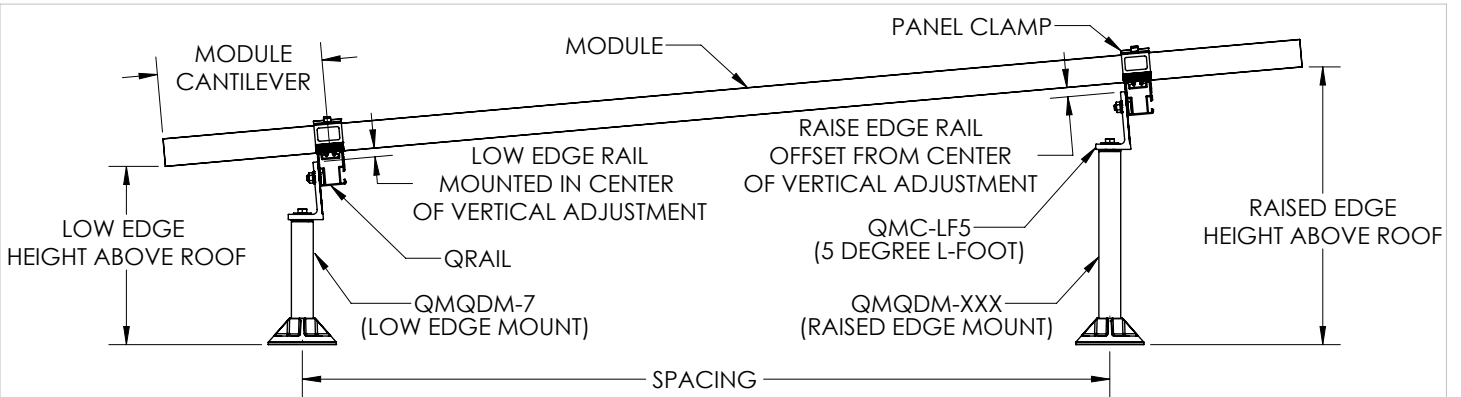 PANEL CLAMP
MODULE
CANTILEVER
MODULE
LOW EDGE RAIL
MOUNTED IN CENTER
OF VERTICAL ADJUSTMENT
RAISE EDGE RAIL
OFFSET FROM CENTER
OF VERTICAL ADJUSTMENT
LOW EDGE
HEIGHT ABOVE ROOF
RAISED EDGE
HEIGHT ABOVE ROOF
QMC-LF5
(5 DEGREE L-FOOT)
QRAIL
QMQDM-7
(LOW EDGE MOUNT)
QMQDM-XXX
(RAISED EDGE MOUNT)
SPACING